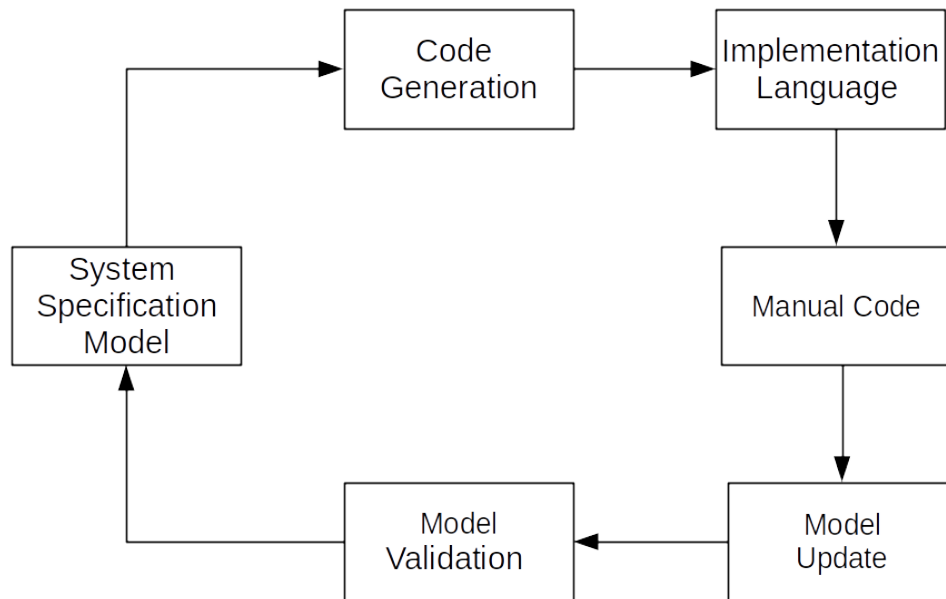 Code
Generation
Implementation
Language
System
Specification
Model
Manual Code
Model
Validation
Model
Update